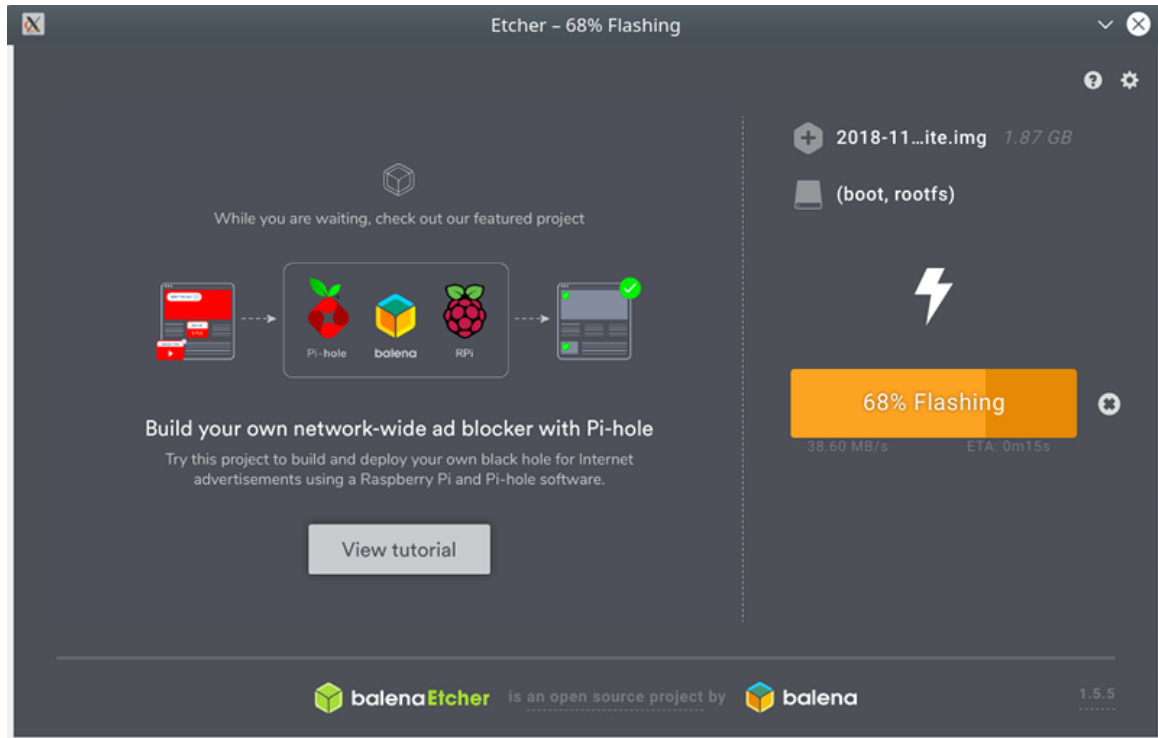 Etcher – 68% Flashing
While you are waiting, check out our featured project
Pi-hole balena RPi
Build your own network-wide ad blocker with Pi-hole
Try this project to build and deploy your own black hole for Internet
advertisements using a Raspberry Pi and Pi-hole software.
View tutorial
2018-11...ite.img 1.87 GB
(boot, rootfs)
68% Flashing
38.60 MB/s ETA: 0m15s
balenaEtcher is an open source project by balena 1.5.5